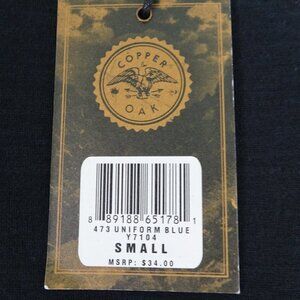 COPPER
&
OAK
8 89188 65178 1
473 UNIFORM BLUE
Y7104
SMALL
MSRP: $34.00